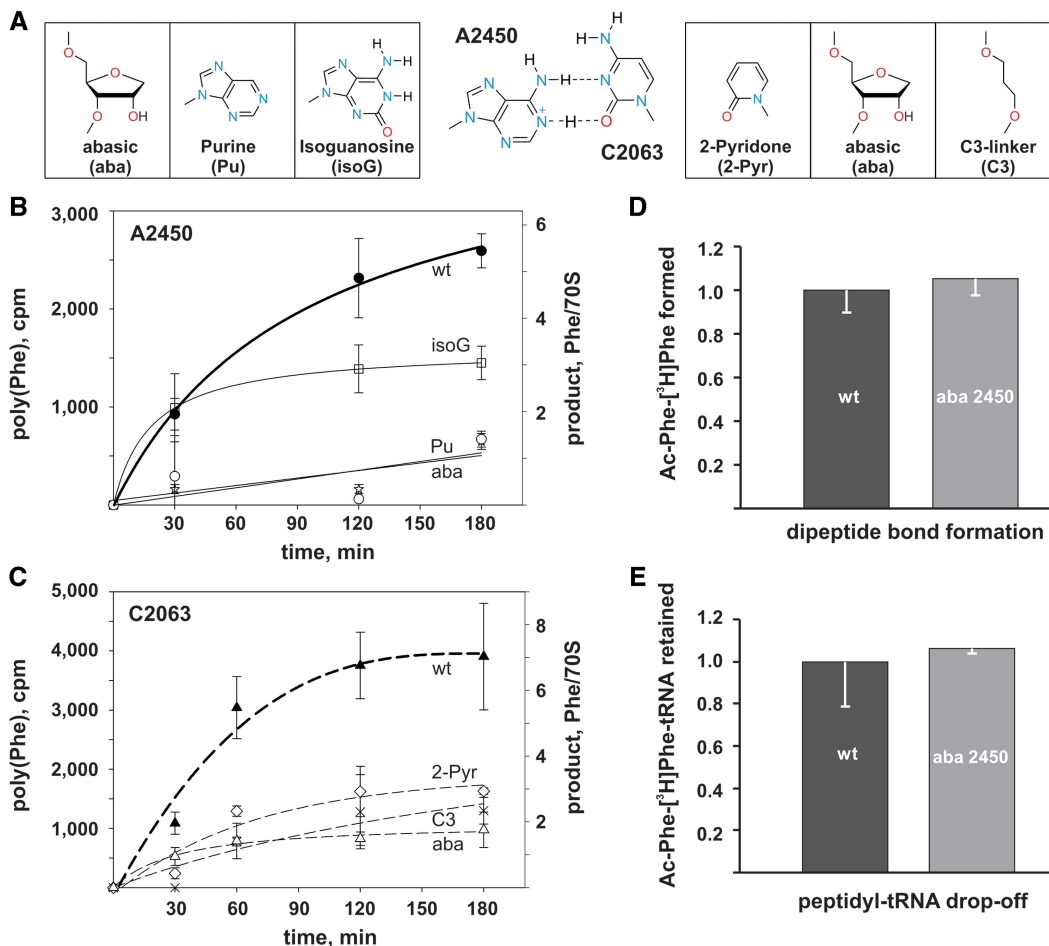 A
abasic
(aba)
Purine
(Pu)
Isoguanosine
(isoG)
A2450
C2063
2-Pyridone
(2-Pyr)
abasic
(aba)
C3-linker
(C3)
O
O
O
OH
N
N
N
N
N
N
N
N
N
H
H
H
O
N
N
N
N
N
N+
H
H
H
H
H
N
N
N
O
O
N
O
O
O
OH
O
O
B
A2450
3,000
2,000
1,000
0
poly(Phe), cpm
6
4
2
0
product, Phe/70S
wt
isoG
Pu
aba
30 60 90 120 150 180
time, min
C
C2063
5,000
4,000
3,000
2,000
1,000
0
poly(Phe), cpm
8
6
4
2
0
product, Phe/70S
wt
2-Pyr
C3
aba
30 60 90 120 150 180
time, min
D
Ac-Phe-[³H]Phe formed
1.2
1.0
0.8
0.6
0.4
0.2
wt
aba 2450
dipeptide bond formation
E
Ac-Phe-[³H]Phe-tRNA retained
1.2
1.0
0.8
0.6
0.4
0.2
wt
aba 2450
peptidyl-tRNA drop-off